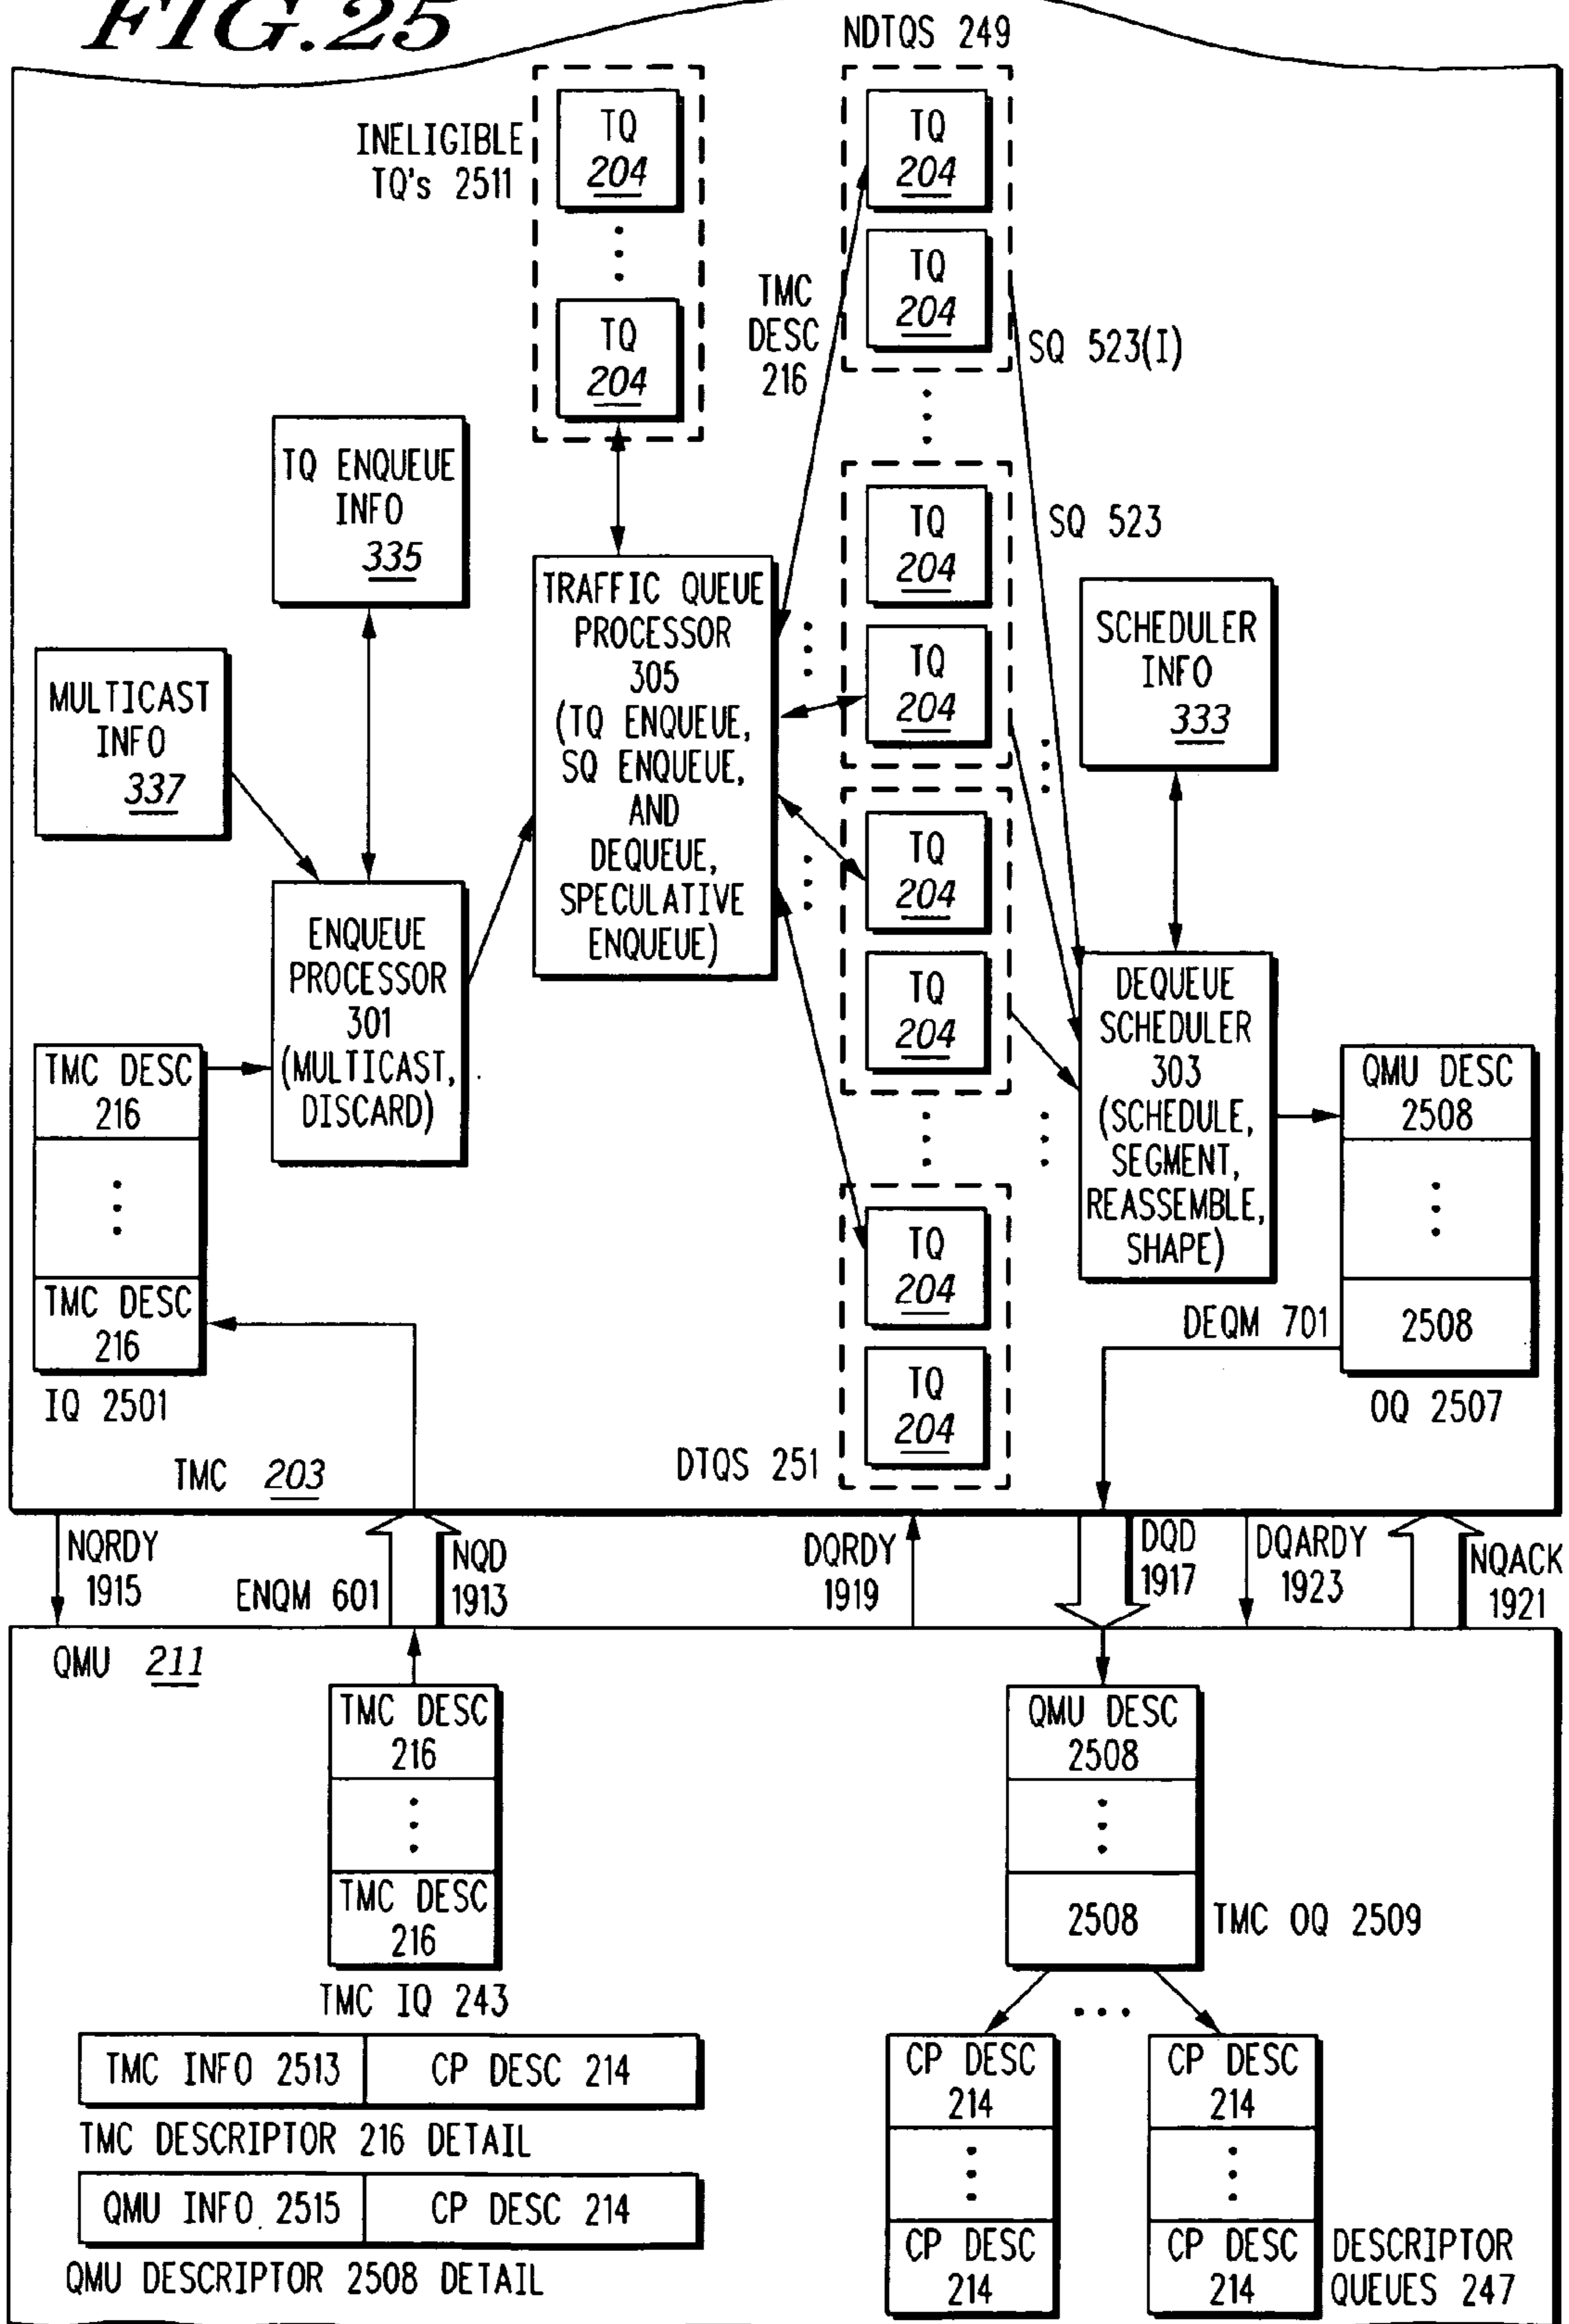 FIG.25
NDTQS 249
INELIGIBLE
TQ's 2511
TQ
204
TQ
204
TQ
204
TQ
204
TMC
DESC
216
SQ 523(I)
TQ ENQUEUE
INFO
335
TQ
204
TQ
204
SQ 523
TRAFFIC QUEUE
PROCESSOR
305
(TQ ENQUEUE,
SQ ENQUEUE,
AND
DEQUEUE,
SPECULATIVE
ENQUEUE)
SCHEDULER
INFO
333
MULTICAST
INFO
337
TQ
204
TQ
204
ENQUEUE
PROCESSOR
301
(MULTICAST,
DISCARD)
DEQUEUE
SCHEDULER
303
(SCHEDULE,
SEGMENT,
REASSEMBLE,
SHAPE)
TMC DESC
216
TMC DESC
216
IQ 2501
QMU DESC
2508
2508
OQ 2507
DEQM 701
TQ
204
TQ
204
DTQS 251
TMC 203
NQRDY
1915
ENQM 601
NQD
1913
DQRDY
1919
DQD
1917
DQARDY
1923
NQACK
1921
QMU 211
TMC DESC
216
TMC DESC
216
TMC IQ 243
QMU DESC
2508
2508
TMC OQ 2509
TMC INFO 2513
CP DESC 214
TMC DESCRIPTOR 216 DETAIL
QMU INFO 2515
CP DESC 214
QMU DESCRIPTOR 2508 DETAIL
CP DESC
214
CP DESC
214
CP DESC
214
CP DESC
214
DESCRIPTOR
QUEUES 247